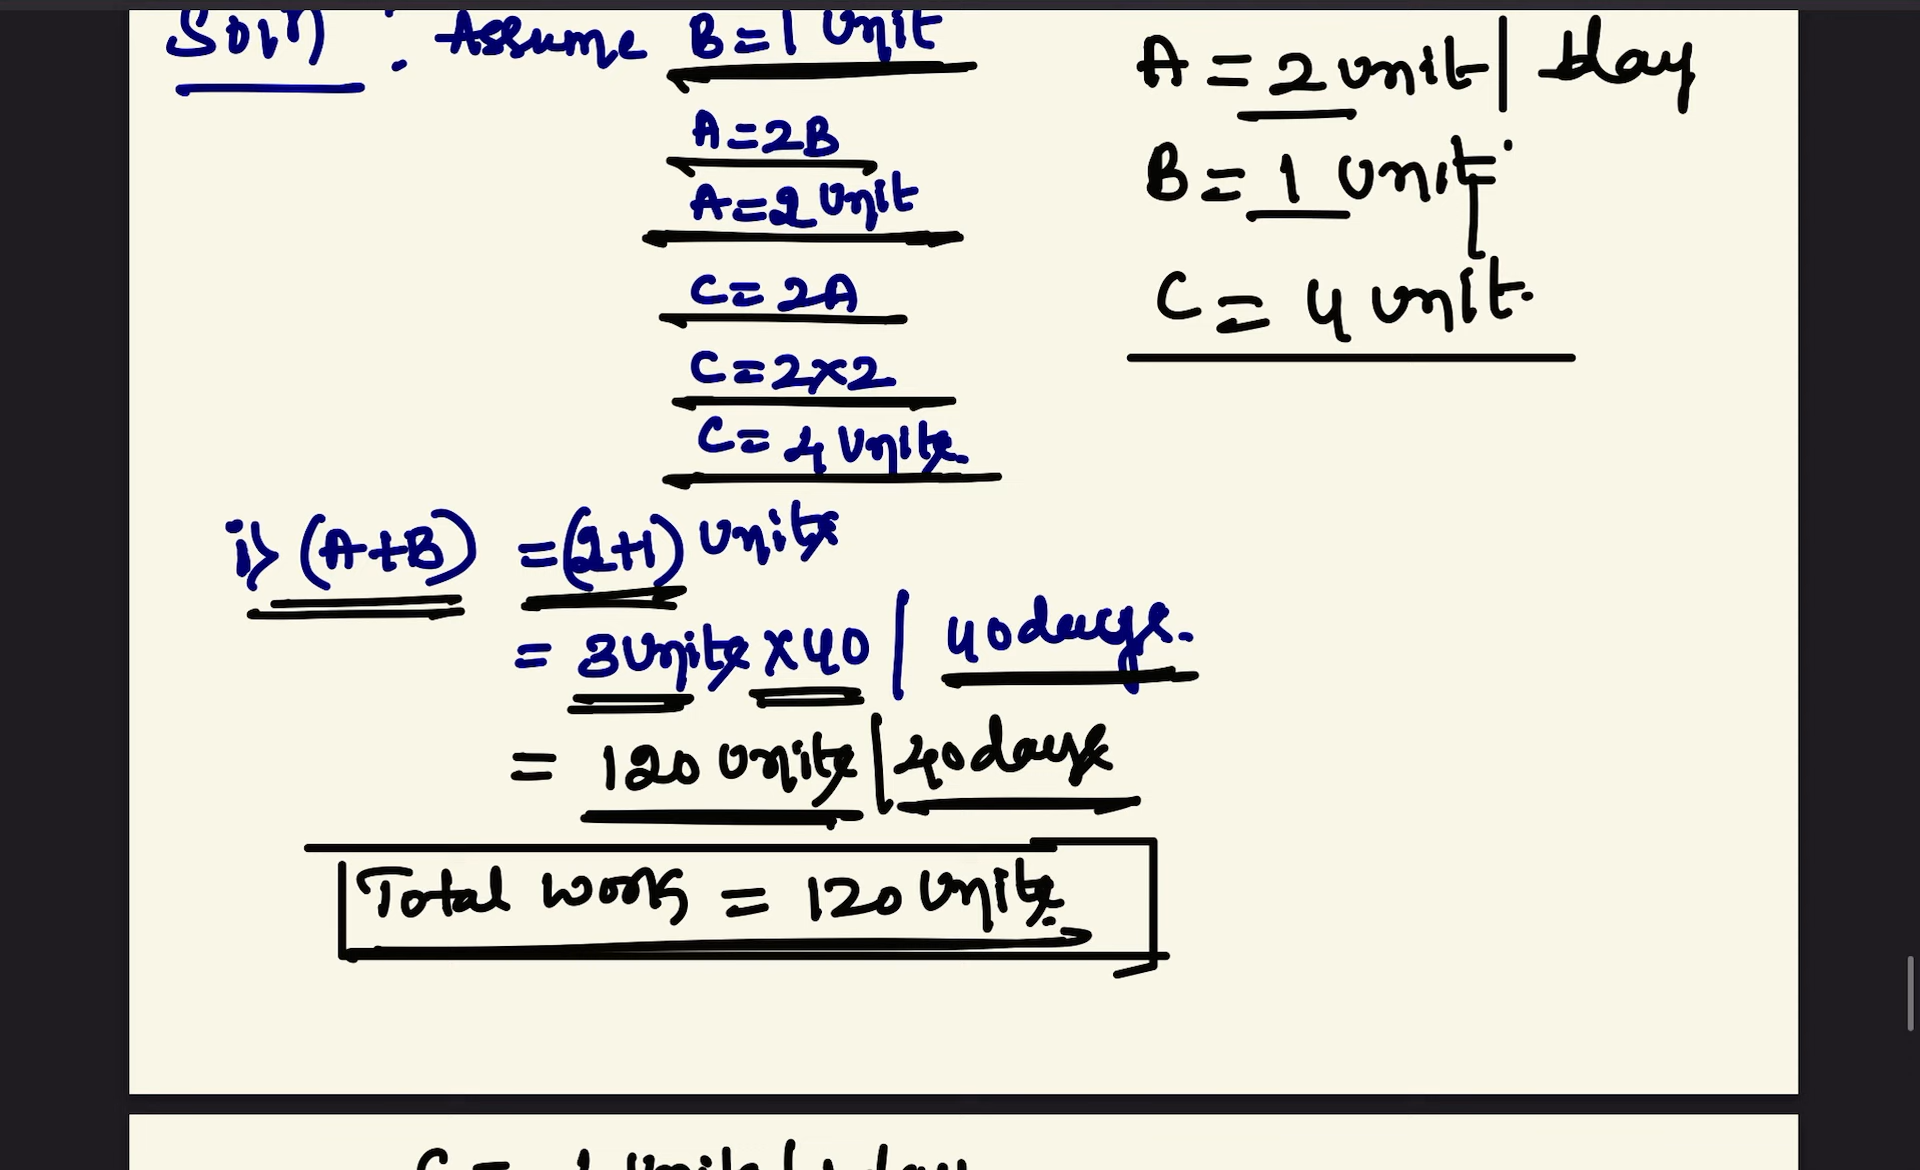 Soln : Assume B=1 Unit
A=2B
A=2 Unit
C=2A
C=2×2
C=4 Units.
A=2 unit| day
B=1 unit
C=4 unit.
i> (A+B) =(2+1) units
= 3 Units ×40 | 40 days.
= 120 Units | 40 days
Total work = 120 Units.